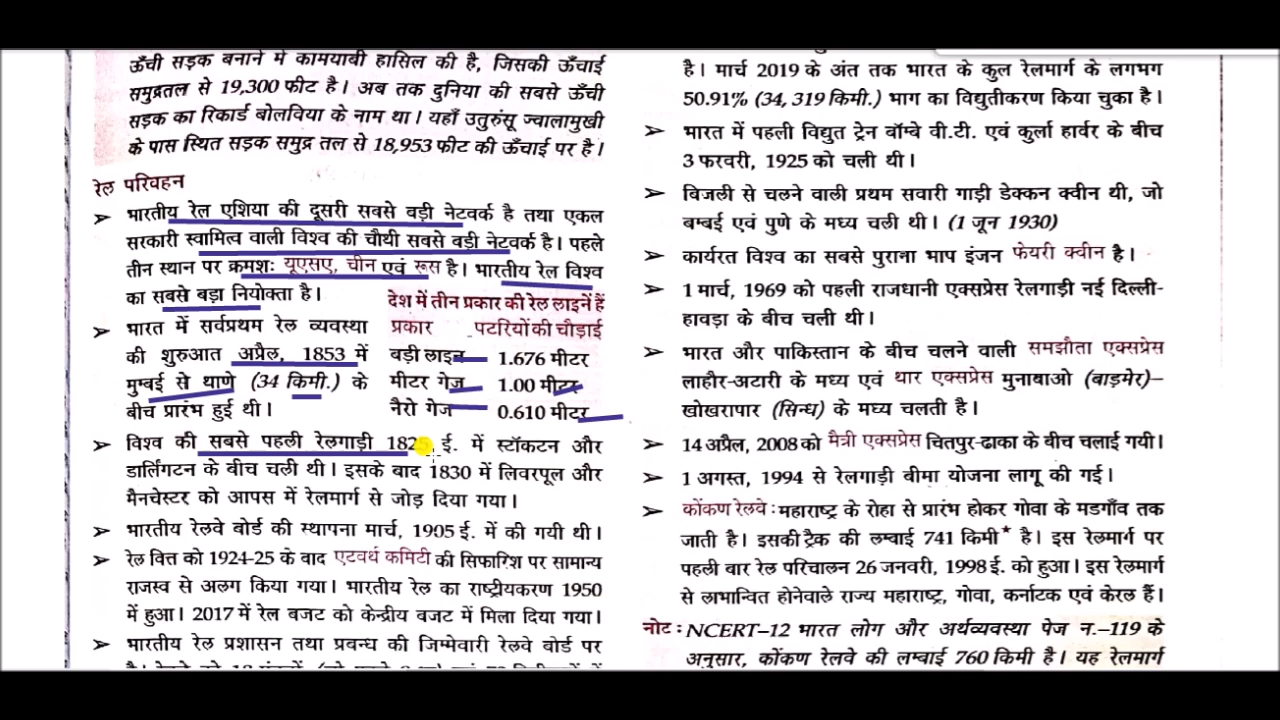 ऊँची सड़क बनाने में कामयाबी हासिल की है, जिसकी ऊँचाई
समुद्रतल से 19,300 फीट है। अब तक दुनिया की सबसे ऊँची
सड़क का रिकार्ड बोलविया के नाम था। यहाँ उतुरुंसू ज्वालामुखी
के पास स्थित सड़क समुद्र तल से 18,953 फीट की ऊँचाई पर है।
रेल परिवहन
➢ भारतीय रेल एशिया की दूसरी सबसे बड़ी नेटवर्क है तथा एकल
सरकारी स्वामित्व वाली विश्व की चौथी सबसे बड़ी नेटवर्क है। पहले
तीन स्थान पर क्रमशः यूएसए, चीन एवं रूस है। भारतीय रेल विश्व
का सबसे बड़ा नियोक्ता है।
➢ भारत में सर्वप्रथम रेल व्यवस्था
की शुरुआत अप्रैल, 1853 में
मुम्बई से थाणे (34 किमी.) के
बीच प्रारंभ हुई थी।
देश में तीन प्रकार की रेल लाइनें हैं
प्रकार पटरियों की चौड़ाई
बड़ी लाइन 1.676 मीटर
मीटर गेज 1.00 मीटर
नैरो गेज 0.610 मीटर
➢ विश्व की सबसे पहली रेलगाड़ी 1825 ई. में स्टॉकटन और
डार्लिंगटन के बीच चली थी। इसके बाद 1830 में लिवरपूल और
मैनचेस्टर को आपस में रेलमार्ग से जोड़ दिया गया।
➢ भारतीय रेलवे बोर्ड की स्थापना मार्च, 1905 ई. में की गयी थी।
➢ रेल वित्त को 1924-25 के बाद एटवर्थ कमिटी की सिफारिश पर सामान्य
राजस्व से अलग किया गया। भारतीय रेल का राष्ट्रीयकरण 1950
में हुआ। 2017 में रेल बजट को केन्द्रीय बजट में मिला दिया गया।
➢ भारतीय रेल प्रशासन तथा प्रबन्ध की जिम्मेवारी रेलवे बोर्ड पर
है। मार्च 2019 के अंत तक भारत के कुल रेलमार्ग के लगभग
50.91% (34, 319 किमी.) भाग का विद्युतीकरण किया चुका है।
➢ भारत में पहली विद्युत ट्रेन बॉम्बे वी.टी. एवं कुर्ला हार्वर के बीच
3 फरवरी, 1925 को चली थी।
➢ बिजली से चलने वाली प्रथम सवारी गाड़ी डेक्कन क्वीन थी, जो
बम्बई एवं पुणे के मध्य चली थी। (1 जून 1930)
➢ कार्यरत विश्व का सबसे पुराना भाप इंजन फेयरी क्वीन है।
➢ 1 मार्च, 1969 को पहली राजधानी एक्सप्रेस रेलगाड़ी नई दिल्ली-
हावड़ा के बीच चली थी।
➢ भारत और पाकिस्तान के बीच चलने वाली समझौता एक्सप्रेस
लाहौर-अटारी के मध्य एवं थार एक्सप्रेस मुनाबाओ (बाड़मेर)–
खोखरापार (सिन्ध) के मध्य चलती है।
➢ 14 अप्रैल, 2008 को मैत्री एक्सप्रेस चितपुर-ढाका के बीच चलाई गयी।
➢ 1 अगस्त, 1994 से रेलगाड़ी बीमा योजना लागू की गई।
➢ कोंकण रेलवे : महाराष्ट्र के रोहा से प्रारंभ होकर गोवा के मडगाँव तक
जाती है। इसकी ट्रैक की लम्बाई 741 किमी* है। इस रेलमार्ग पर
पहली बार रेल परिचालन 26 जनवरी, 1998 ई. को हुआ। इस रेलमार्ग
से लाभान्वित होनेवाले राज्य महाराष्ट्र, गोवा, कर्नाटक एवं केरल हैं।
नोट : NCERT–12 भारत लोग और अर्थव्यवस्था पेज न.–119 के
अनुसार, कोंकण रेलवे की लम्बाई 760 किमी है। यह रेलमार्ग